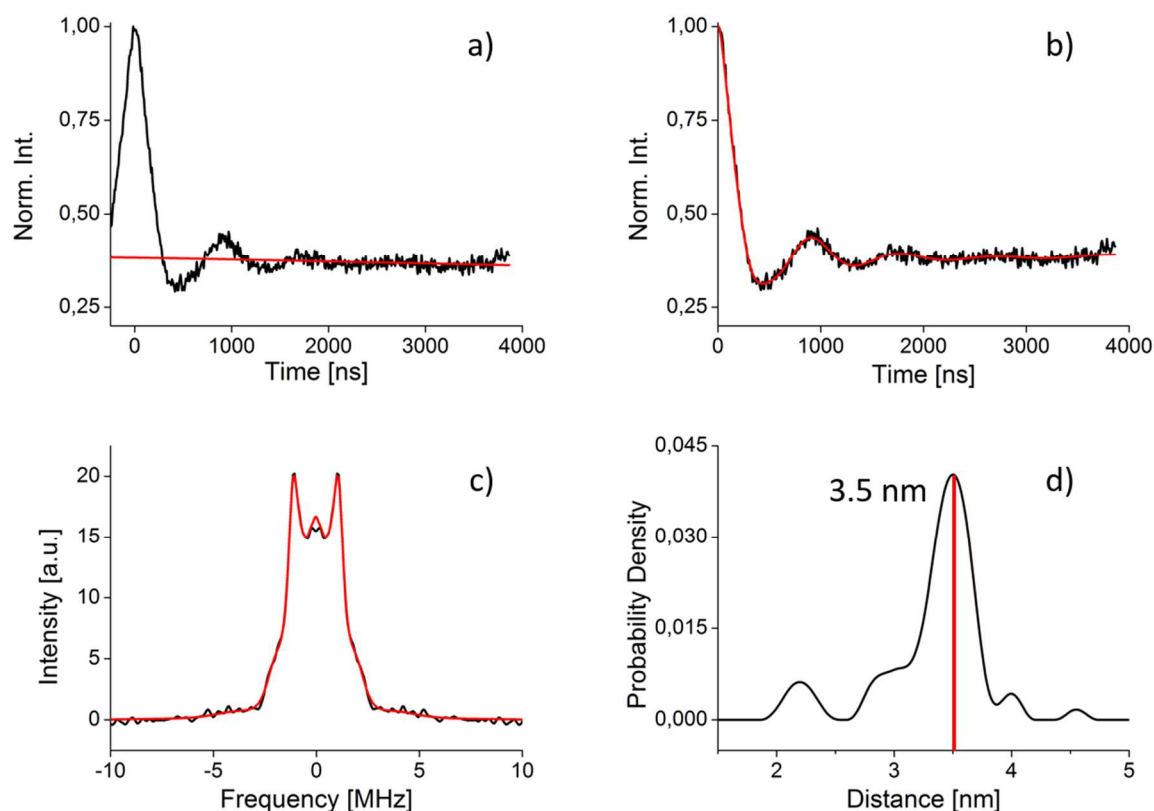 a)
1,00
0,75
0,50
0,25
Norm. Int.
0 1000 2000 3000 4000
Time [ns]
b)
1,00
0,75
0,50
0,25
Norm. Int.
0 1000 2000 3000 4000
Time [ns]
c)
20
15
10
5
0
Intensity [a.u.]
-10 -5 0 5 10
Frequency [MHz]
3.5 nm
d)
0,045
0,030
0,015
0,000
Probability Density
2 3 4 5
Distance [nm]